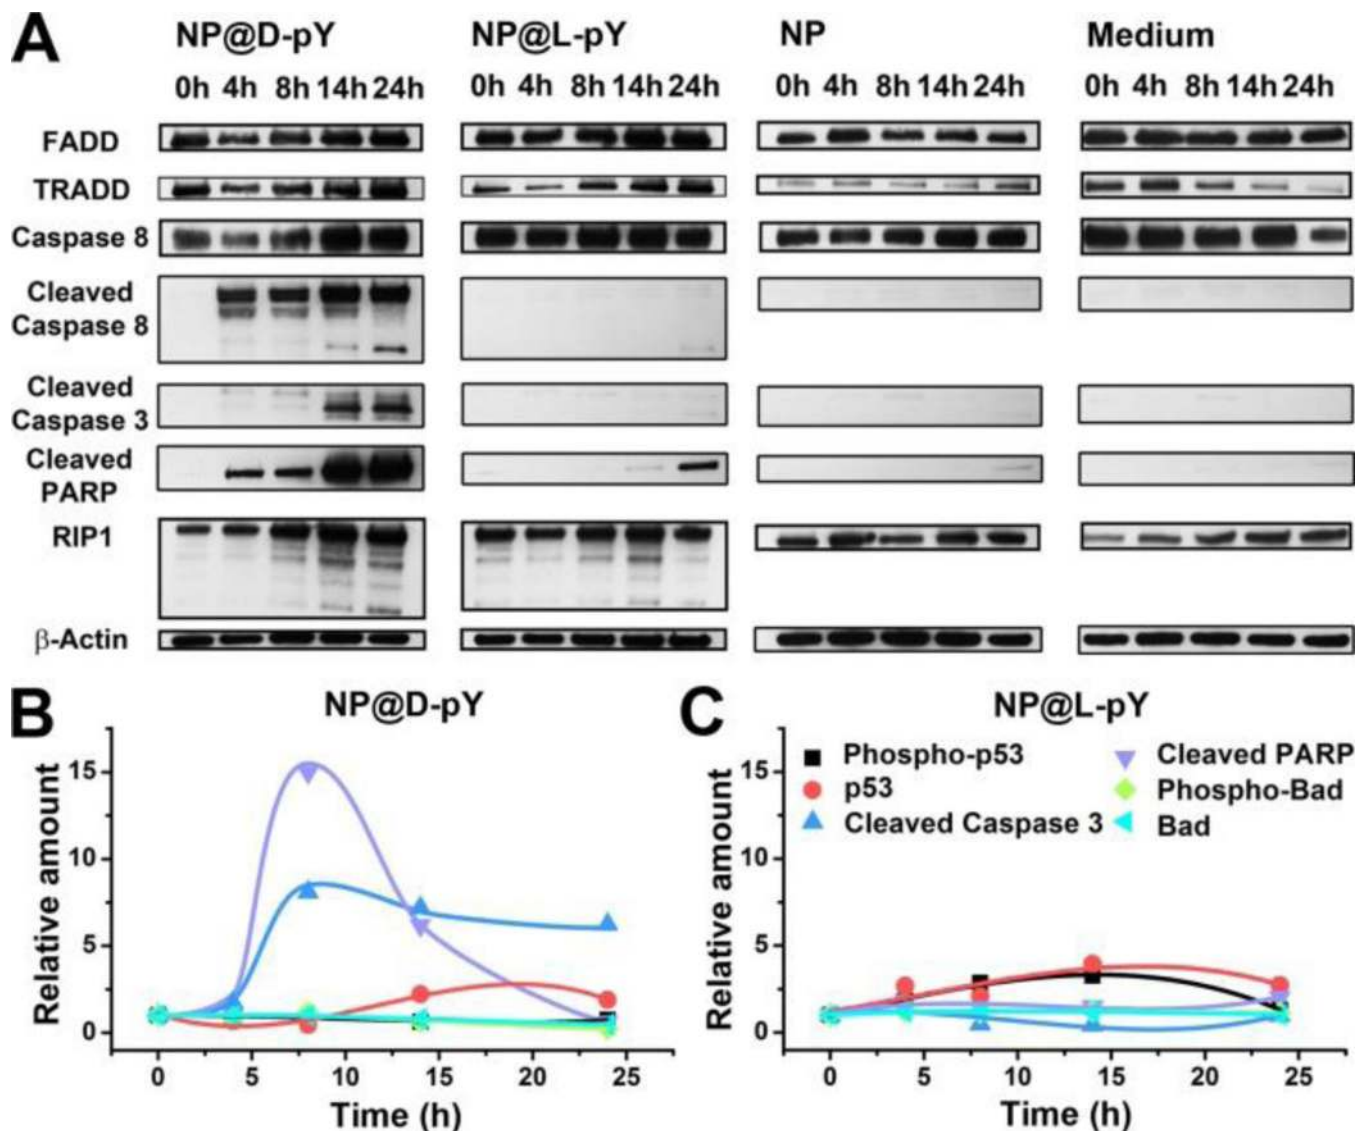 A
NP@D-pY NP@L-pY NP Medium
0h 4h 8h 14h 24h 0h 4h 8h 14h 24h 0h 4h 8h 14h 24h 0h 4h 8h 14h 24h
FADD
TRADD
Caspase 8
Cleaved
Caspase 8
Cleaved
Caspase 3
Cleaved
PARP
RIP1
β-Actin
B
NP@D-pY
Relative amount
15
10
5
0
0 5 10 15 20 25
Time (h)
C
NP@L-pY
Phospho-p53
p53
Cleaved Caspase 3
Cleaved PARP
Phospho-Bad
Bad
Relative amount
15
10
5
0
0 5 10 15 20 25
Time (h)